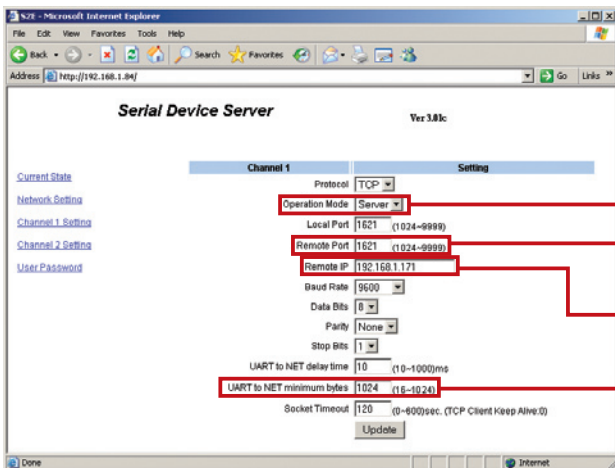 S2E - Microsoft Internet Explorer
File Edit View Favorites Tools Help
Back Search Favorites
Address http://192.168.1.84/ Go Links »
Serial Device Server Ver 3.01c
Current State
Network Setting
Channel 1 Setting
Channel 2 Setting
User Password
Channel 1 Setting
Protocol TCP
Operation Mode Server
Local Port 1621 (1024~9999)
Remote Port 1621 (1024~9999)
Remote IP 192.168.1.171
Baud Rate 9600
Data Bits 8
Parity None
Stop Bits 1
UART to NET delay time 10 (10~1000)ms
UART to NET minimum bytes 1024 (16~1024)
Socket Timeout 120 (0~600)sec. (TCP Client Keep Alive:0)
Update
Done Internet